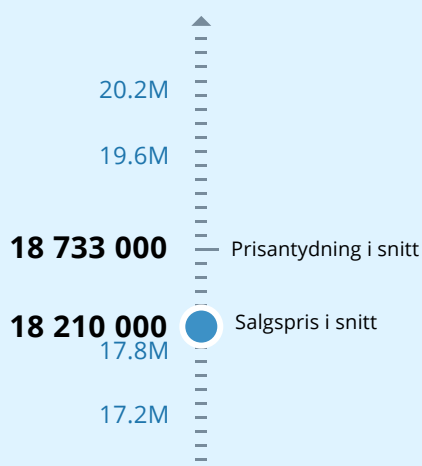 20.2M
19.6M
18 733 000 Prisantydning i snitt
18 210 000 Salgspris i snitt
17.8M
17.2M